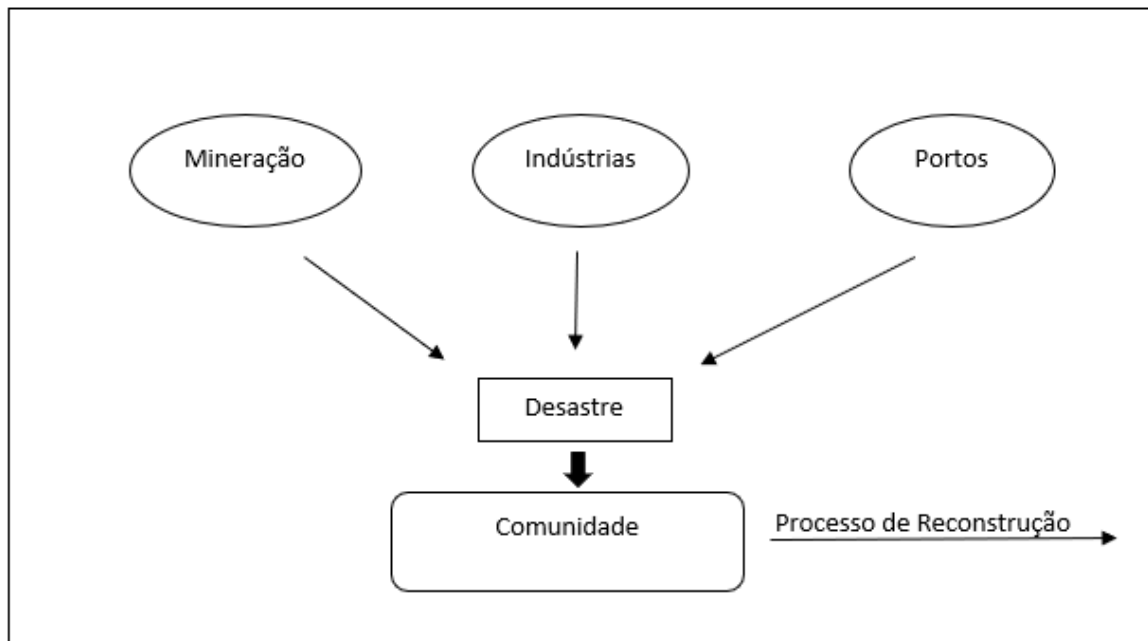 Mineração
Indústrias
Portos
Desastre
Comunidade
Processo de Reconstrução